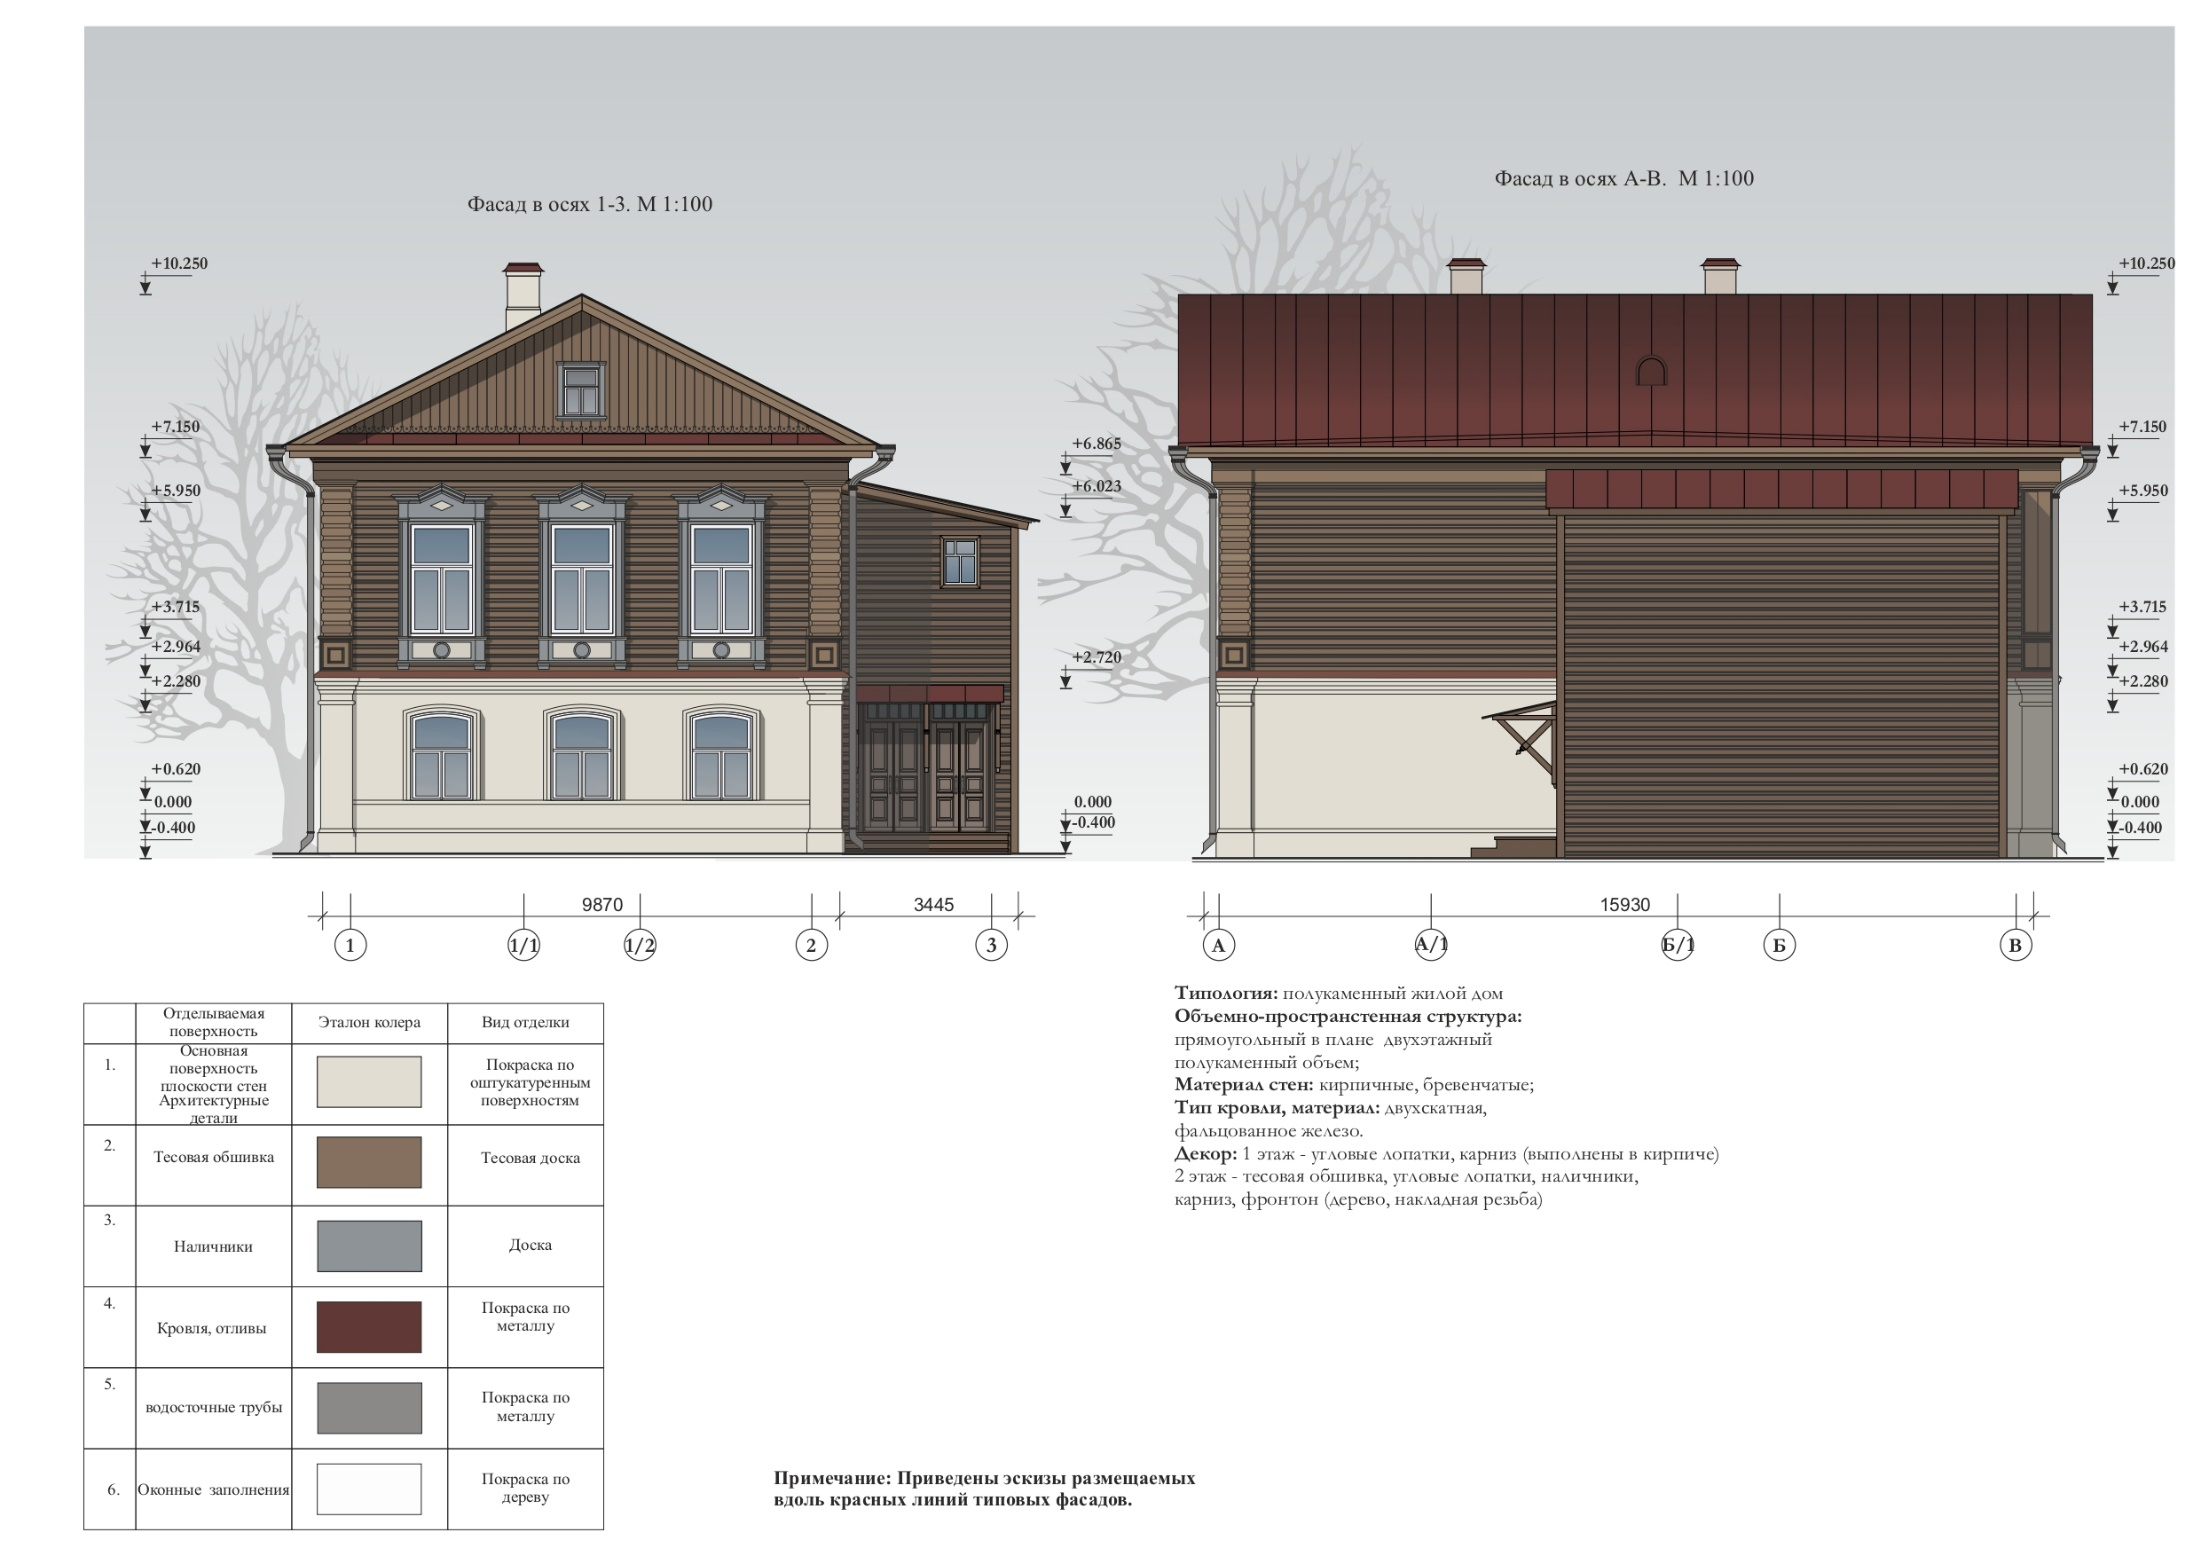 Фасад в осях 1-3. М 1:100
Фасад в осях А-В. М 1:100
+10.250
+7.150
+5.950
+3.715
+2.964
+2.280
+0.620
0.000
-0.400
+6.865
+6.023
+2.720
0.000
-0.400
+10.250
+7.150
+5.950
+3.715
+2.964
+2.280
+0.620
0.000
-0.400
9870
3445
1
1/1
1/2
2
3
15930
А
А/1
Б/1
Б
В
Отделываемая
поверхность
Эталон колера
Вид отделки
1.
Основная
поверхность
плоскости стен
Архитектурные
детали
Покраска по
оштукатуренным
поверхностям
2.
Тесовая обшивка
Тесовая доска
3.
Наличники
Доска
4.
Кровля, отливы
Покраска по
металлу
5.
водосточные трубы
Покраска по
металлу
6.
Оконные заполнения
Покраска по
дереву
Типология: полукаменный жилой дом
Объемно-пространстенная структура:
прямоугольный в плане двухэтажный
полукаменный объем;
Материал стен: кирпичные, бревенчатые;
Тип кровли, материал: двухскатная,
фальцованное железо.
Декор: 1 этаж - угловые лопатки, карниз (выполнены в кирпиче)
2 этаж - тесовая обшивка, угловые лопатки, наличники,
карниз, фронтон (дерево, накладная резьба)
Примечание: Приведены эскизы размещаемых
вдоль красных линий типовых фасадов.